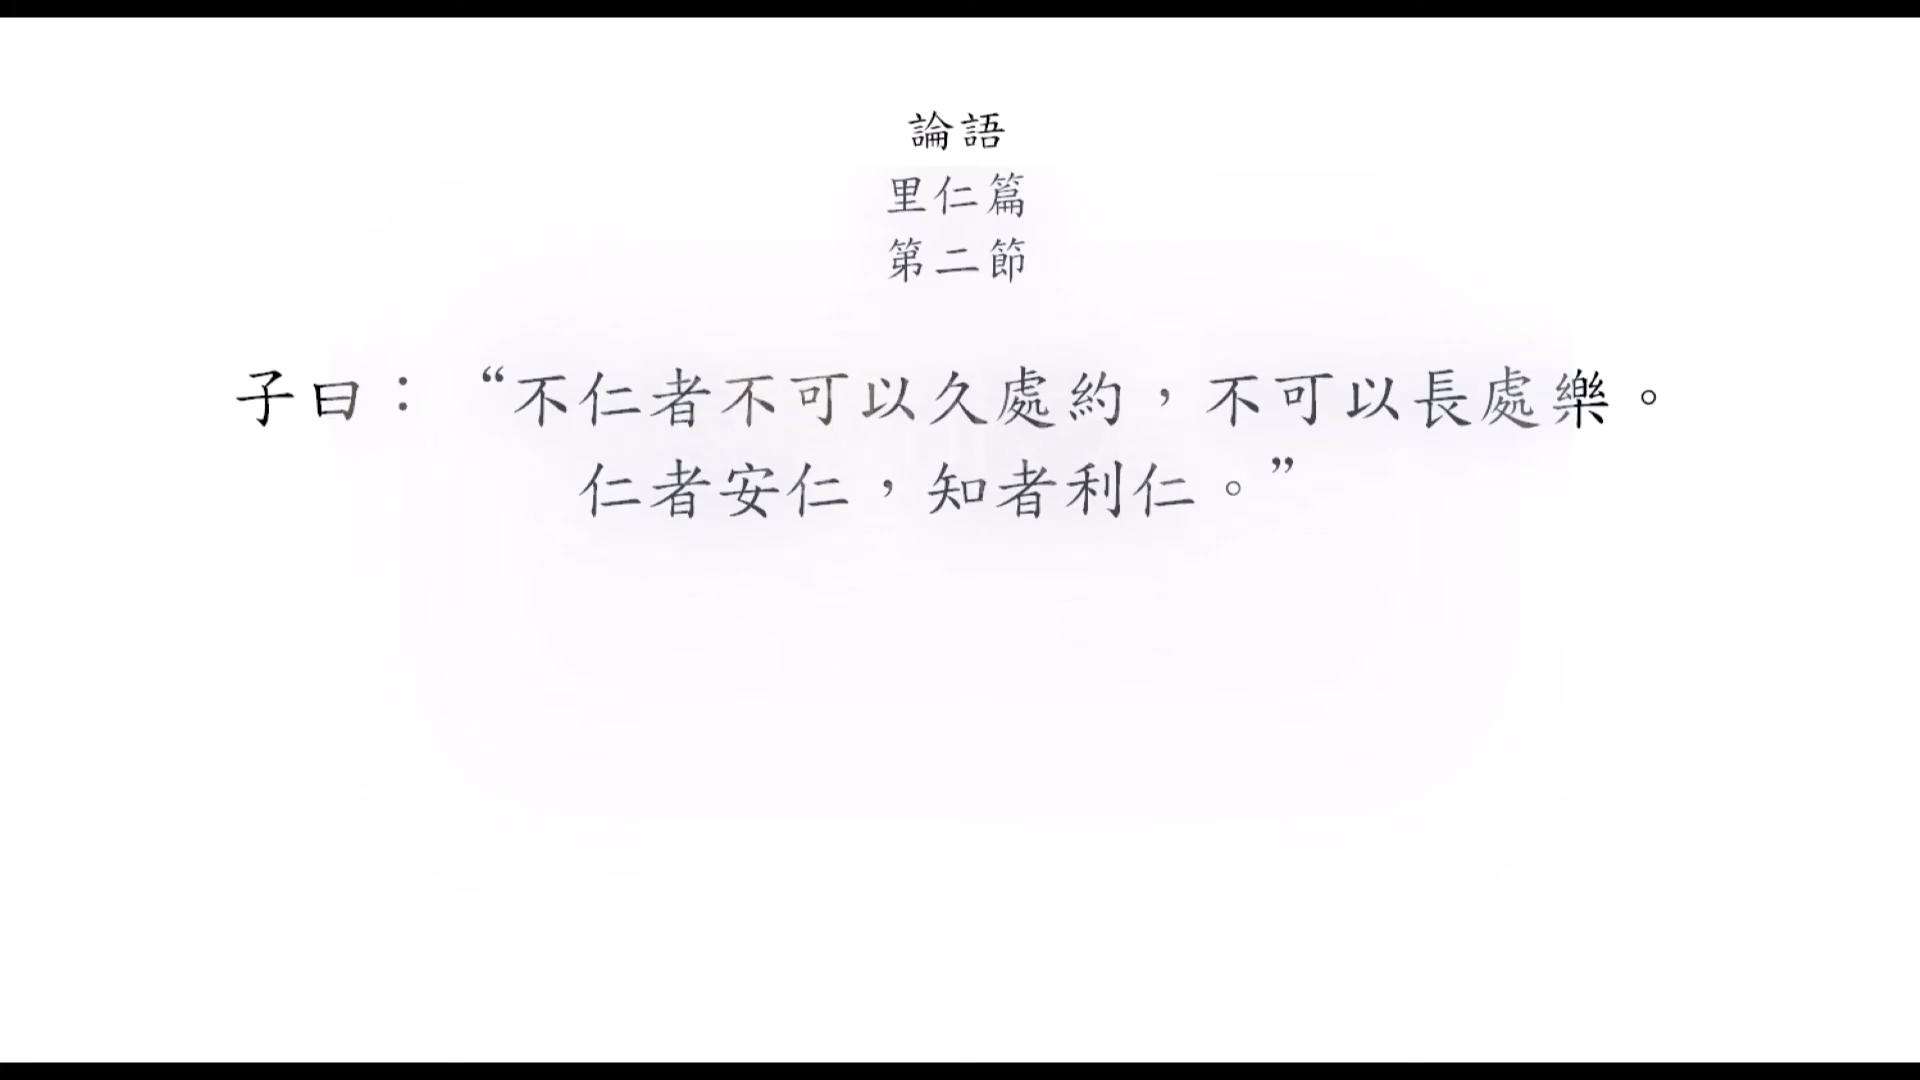 論語
里仁篇
第二節
子曰：“不仁者不可以久處約，不可以長處樂。
仁者安仁，知者利仁。”